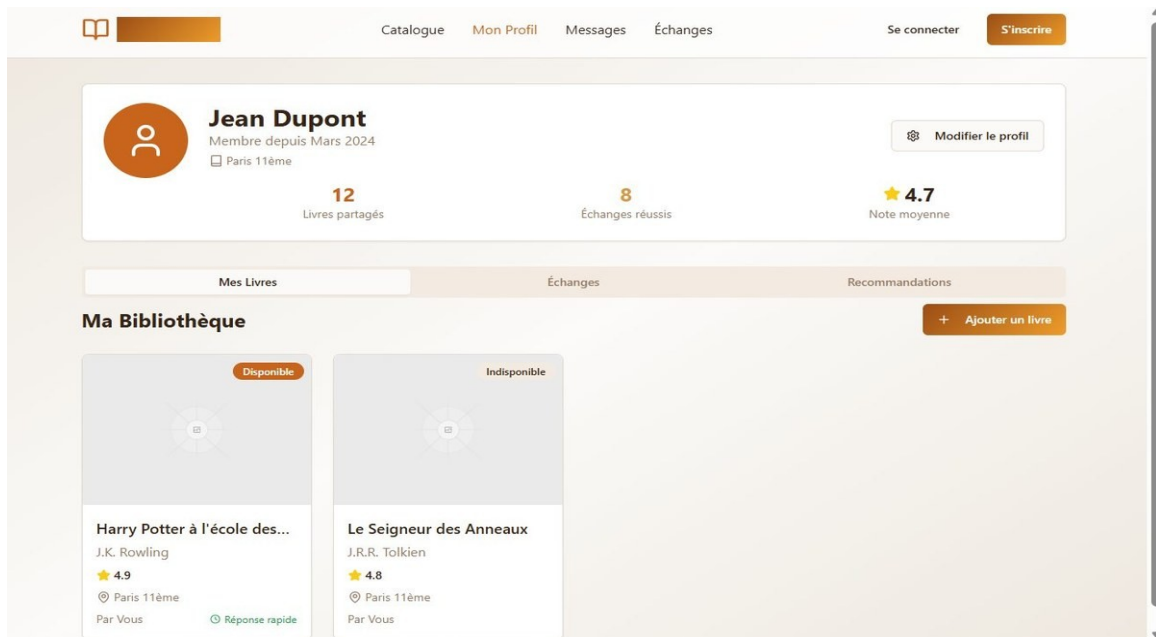 Catalogue Mon Profil Messages Échanges Se connecter S'inscrire
Jean Dupont
Membre depuis Mars 2024
Paris 11ème
Modifier le profil
12 8 4.7
Livres partagés Échanges réussis Note moyenne
Mes Livres Échanges Recommandations
Ma Bibliothèque
+ Ajouter un livre
Disponible
Harry Potter à l'école des...
J.K. Rowling
4.9
Paris 11ème
Par Vous Réponse rapide
Indisponible
Le Seigneur des Anneaux
J.R.R. Tolkien
4.8
Paris 11ème
Par Vous